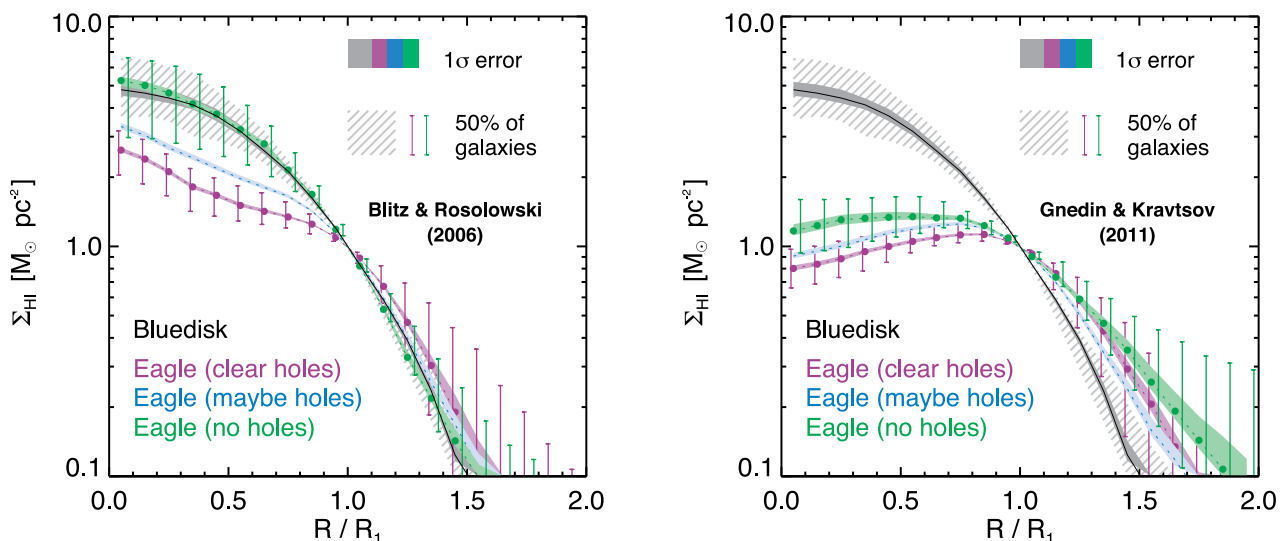 10.0
1σ error
50% of
galaxies
Blitz & Rosolowski
(2006)
1.0
Σ_HI [M_☉ pc^-2]
Bluedisk
Eagle (clear holes)
Eagle (maybe holes)
Eagle (no holes)
0.1
0.0 0.5 1.0 1.5 2.0
R / R_1
10.0
1σ error
50% of
galaxies
Gnedin & Kravtsov
(2011)
1.0
Σ_HI [M_☉ pc^-2]
Bluedisk
Eagle (clear holes)
Eagle (maybe holes)
Eagle (no holes)
0.1
0.0 0.5 1.0 1.5 2.0
R / R_1